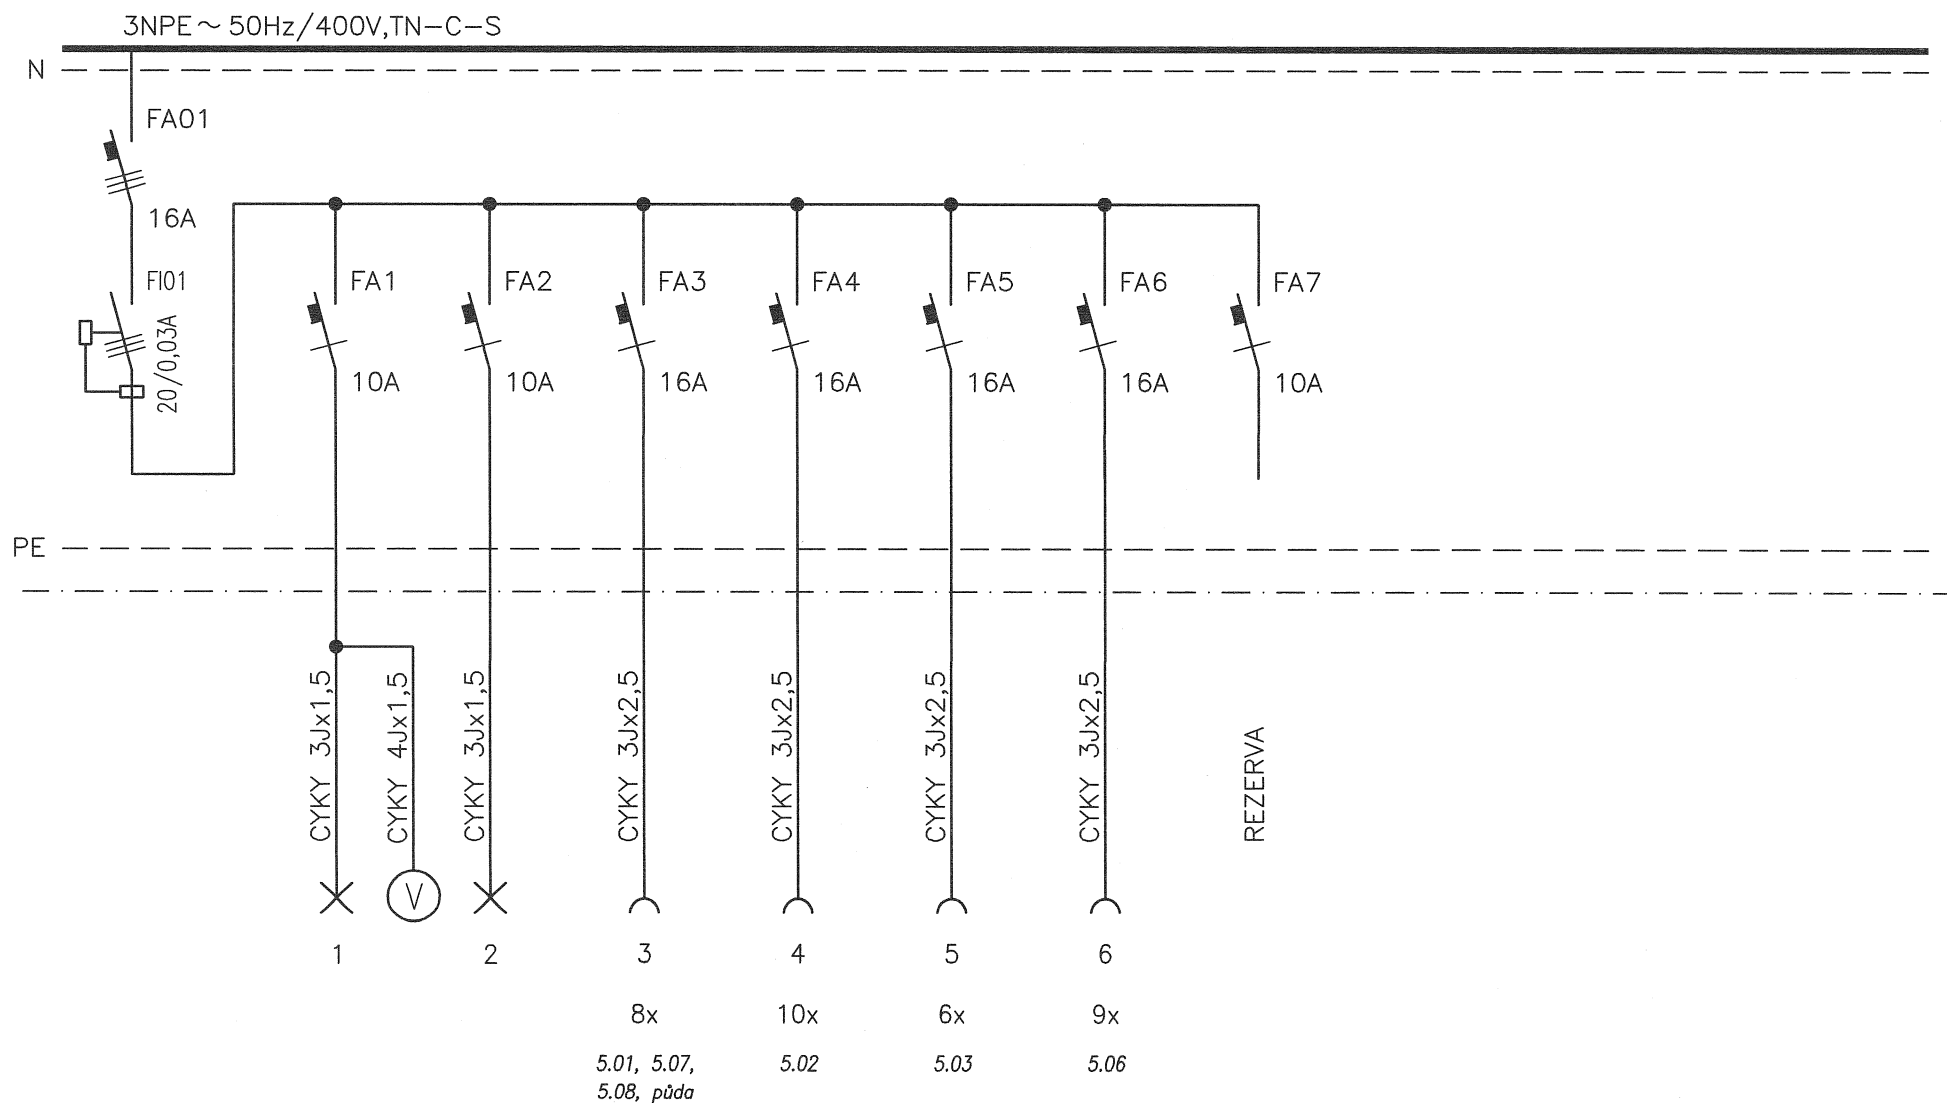 3NPE ~ 50Hz/400V,TN-C-S
N
FA01
16A
FI01
20/0,03A
FA1
FA2
FA3
FA4
FA5
FA6
FA7
10A
10A
16A
16A
16A
16A
10A
PE
CYKY 3Jx1,5
CYKY 4Jx1,5
CYKY 3Jx1,5
CYKY 3Jx2,5
CYKY 3Jx2,5
CYKY 3Jx2,5
CYKY 3Jx2,5
REZERVA
V
1
2
3
4
5
6
8x
10x
6x
9x
5.01, 5.07,
5.08, půda
5.02
5.03
5.06